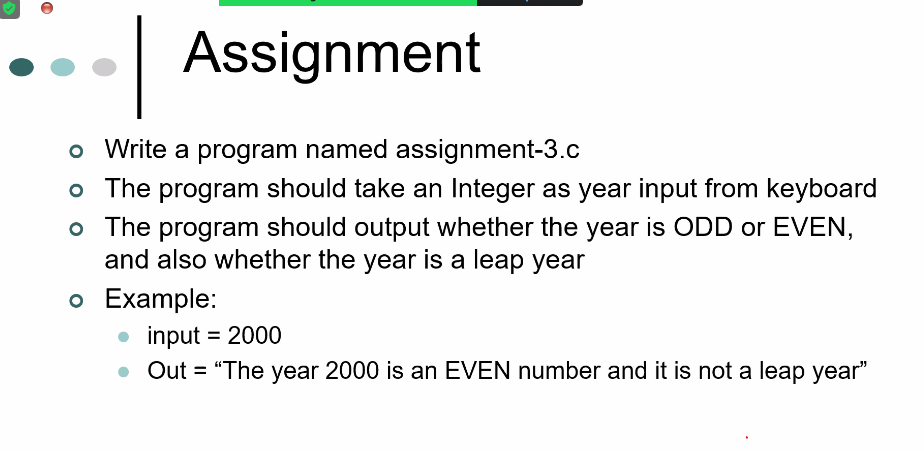 Assignment
Write a program named assignment-3.c
The program should take an Integer as year input from keyboard
The program should output whether the year is ODD or EVEN,
and also whether the year is a leap year
Example:
input = 2000
Out = “The year 2000 is an EVEN number and it is not a leap year”